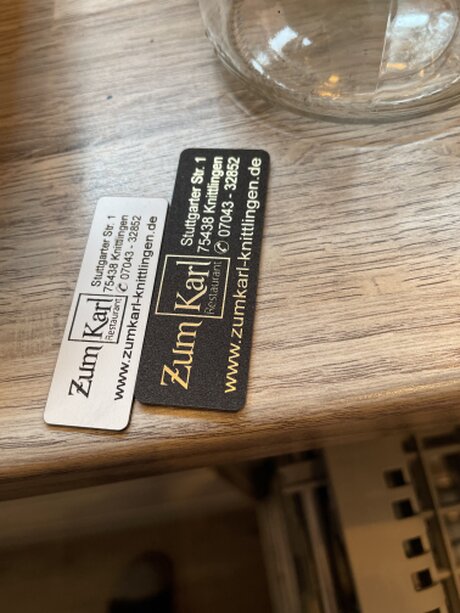 Zum Karl
Restaurant
Stuttgarter Str. 1
75438 Knittlingen
✆ 07043 - 32852
www.zumkarl-knittlingen.de
Zum Karl
Restaurant
Stuttgarter Str. 1
75438 Knittlingen
✆ 07043 - 32852
www.zumkarl-knittlingen.de